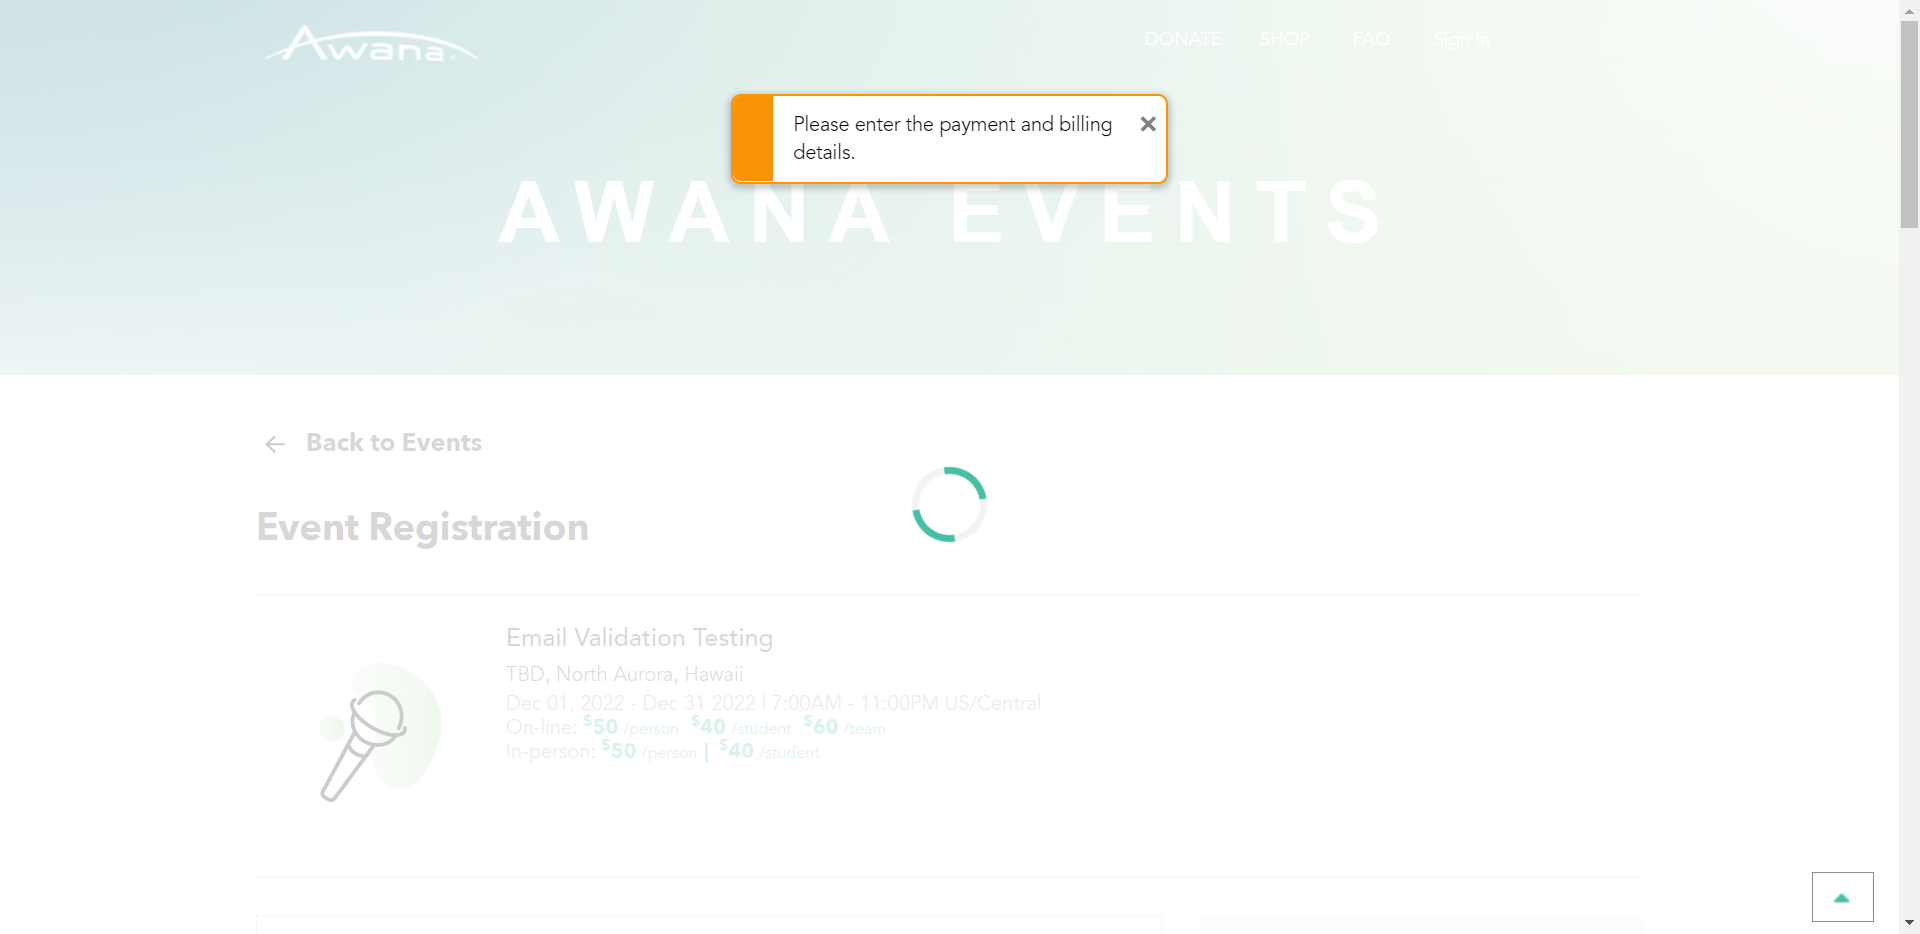 Awana
DONATE SHOP FAQ Sign in
Please enter the payment and billing
details.
AWANA EVENTS
Back to Events
Event Registration
Email Validation Testing
TBD, North Aurora, Hawaii
Dec 01, 2022 - Dec 31 2022 | 7:00AM - 11:00PM US/Central
On-line: $50 /person $40 /student $60 /team
In-person: $50 /person | $40 /student